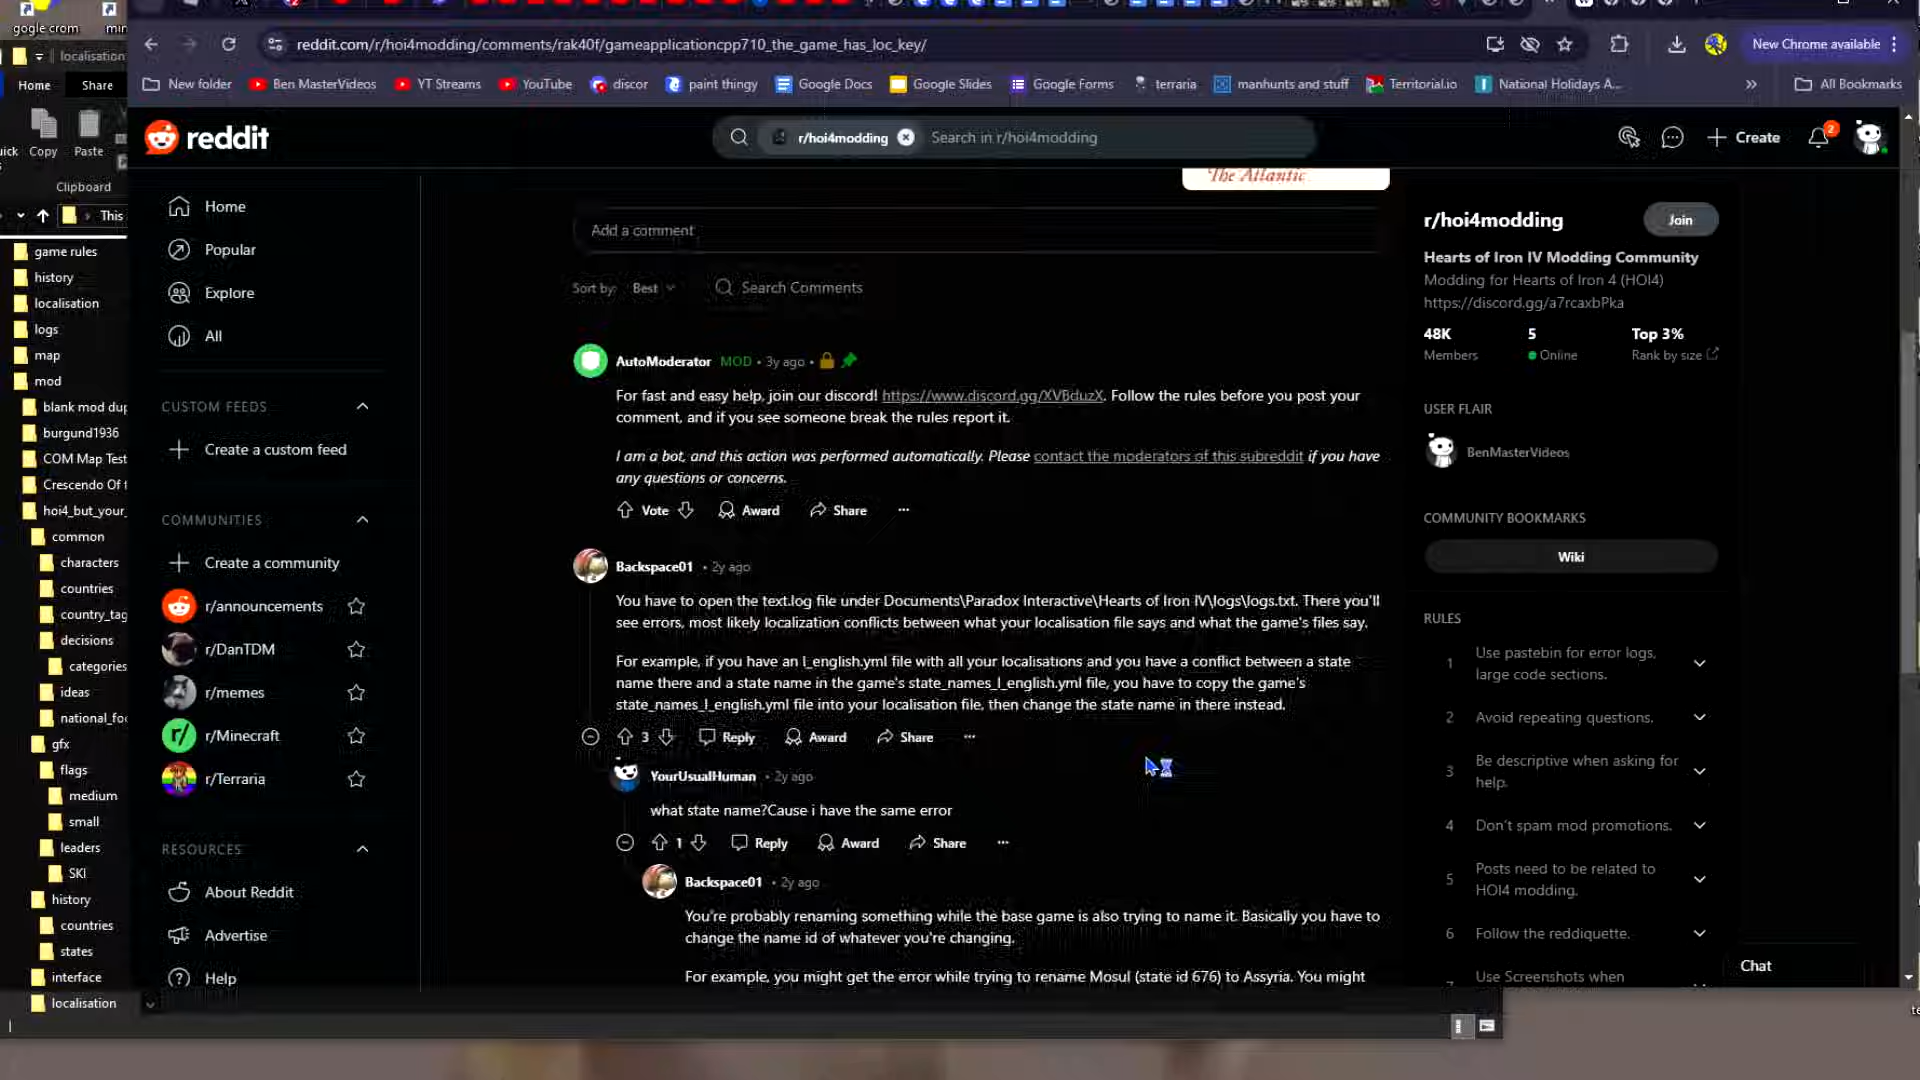 gogle crom
min
reddit.com/r/hoi4modding/comments/rak40f/gameapplicationcpp710_the_game_has_loc_key/
New Chrome available
localisation
Home
Share
New folder
Ben MasterVideos
YT Streams
YouTube
discor
paint thingy
Google Docs
Google Slides
Google Forms
terraria
manhunts and stuff
Territorial.io
National Holidays A...
»
All Bookmarks
reddit
r/hoi4modding
Search in r/hoi4modding
Create
2
uick
Copy
Paste
Clipboard
This
game rules
history
localisation
logs
map
mod
blank mod dup
burgund1936
COM Map Test
Crescendo Of t
hoi4_but_your_
common
characters
countries
country_tag
decisions
categories
ideas
national_fo
gfx
flags
medium
small
leaders
SKI
history
countries
states
interface
localisation
Home
Popular
Explore
All
CUSTOM FEEDS
Create a custom feed
COMMUNITIES
Create a community
r/announcements
r/DanTDM
r/memes
r/Minecraft
r/Terraria
RESOURCES
About Reddit
Advertise
Help
The Atlantic
Add a comment
Sort by: Best
Search Comments
AutoModerator MOD • 3y ago •
For fast and easy help, join our discord! https://www.discord.gg/XVBduzX. Follow the rules before you post your
comment, and if you see someone break the rules report it.
I am a bot, and this action was performed automatically. Please contact the moderators of this subreddit if you have
any questions or concerns.
Vote
Award
Share
...
Backspace01 • 2y ago
You have to open the text.log file under Documents\Paradox Interactive\Hearts of Iron IV\logs\logs.txt. There you'll
see errors, most likely localization conflicts between what your localisation file says and what the game's files say.
For example, if you have an l_english.yml file with all your localisations and you have a conflict between a state
name there and a state name in the game's state_names_l_english.yml file, you have to copy the game's
state_names_l_english.yml file into your localisation file, then change the state name in there instead.
3
Reply
Award
Share
...
YourUsualHuman • 2y ago
what state name?Cause i have the same error
1
Reply
Award
Share
...
Backspace01 • 2y ago
You're probably renaming something while the base game is also trying to name it. Basically you have to
change the name id of whatever you're changing.
For example, you might get the error while trying to rename Mosul (state id 676) to Assyria. You might
r/hoi4modding
Join
Hearts of Iron IV Modding Community
Modding for Hearts of Iron 4 (HOI4)
https://discord.gg/a7rcaxbPka
48K
5
Top 3%
Members
Online
Rank by size
USER FLAIR
BenMasterVideos
COMMUNITY BOOKMARKS
Wiki
RULES
1
Use pastebin for error logs,
large code sections.
2
Avoid repeating questions.
3
Be descriptive when asking for
help.
4
Don't spam mod promotions.
5
Posts need to be related to
HOI4 modding.
6
Follow the reddiquette.
Use Screenshots when
Chat